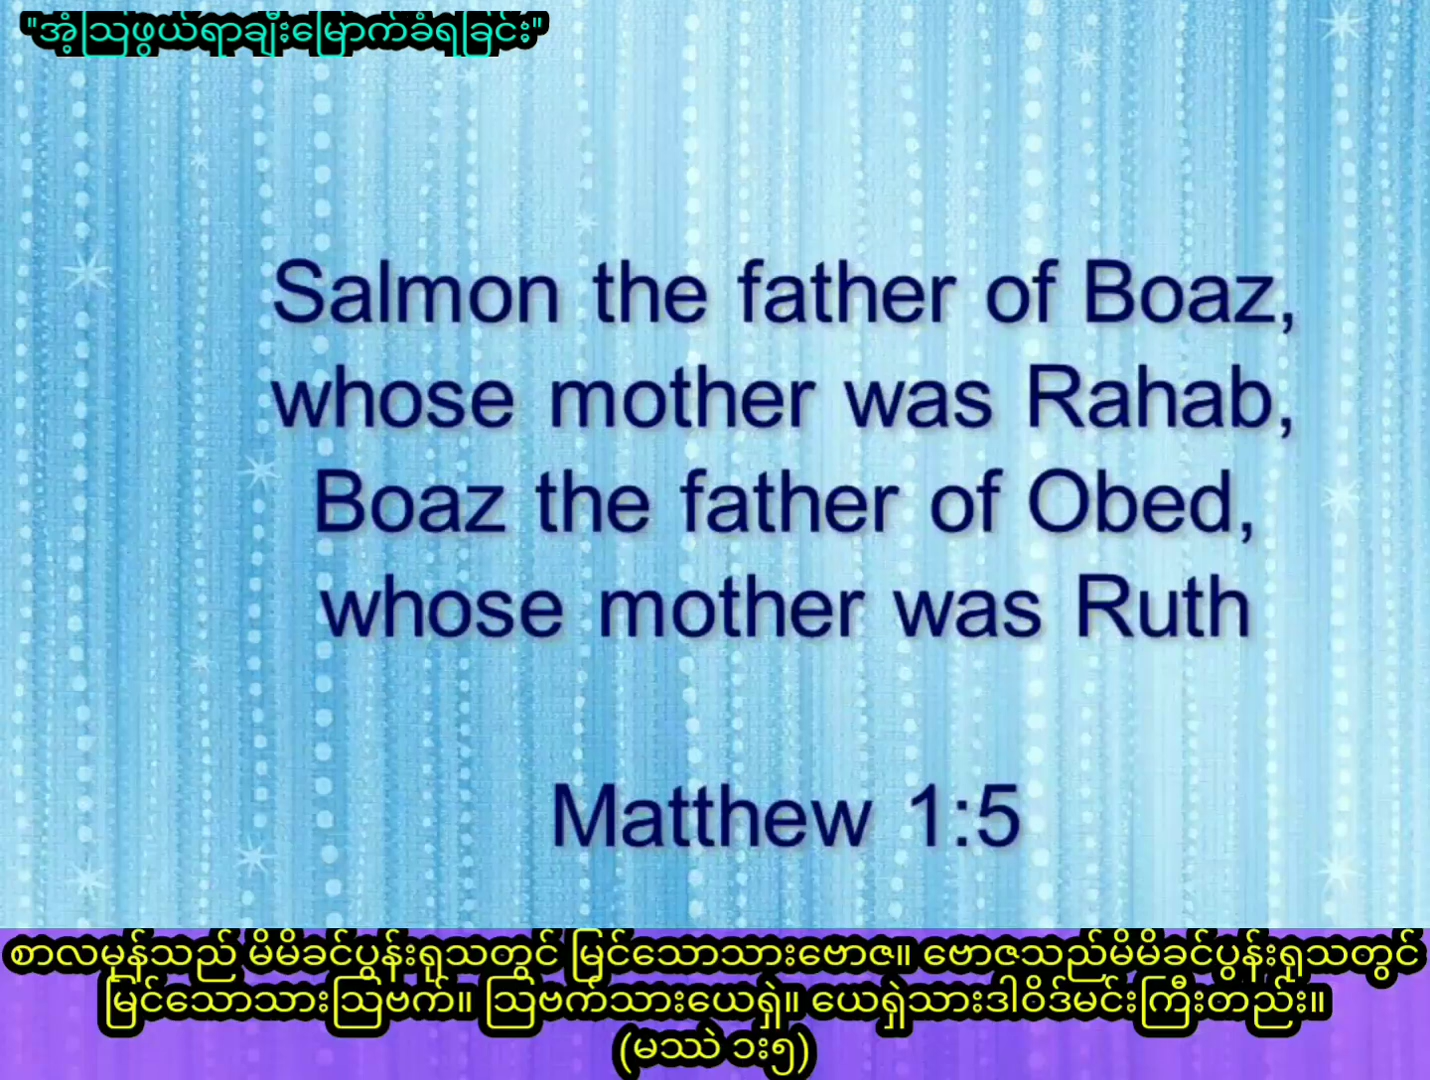 "အံ့ဩဖွယ်ရာချီးမြှောက်ခံရခြင်း"
Salmon the father of Boaz,
whose mother was Rahab,
Boaz the father of Obed,
whose mother was Ruth
Matthew 1:5
စာလမုန်သည် မိမိခင်ပွန်းရုသတွင် မြင်သောသားဗောဇ။ ဗောဇသည်မိမိခင်ပွန်းရုသတွင်
မြင်သောသားဩဗက်။ ဩဗက်သားယေရှဲ။ ယေရှဲသားဒါဝိဒ်မင်းကြီးတည်း။
(မဿဲ ၁း၅)